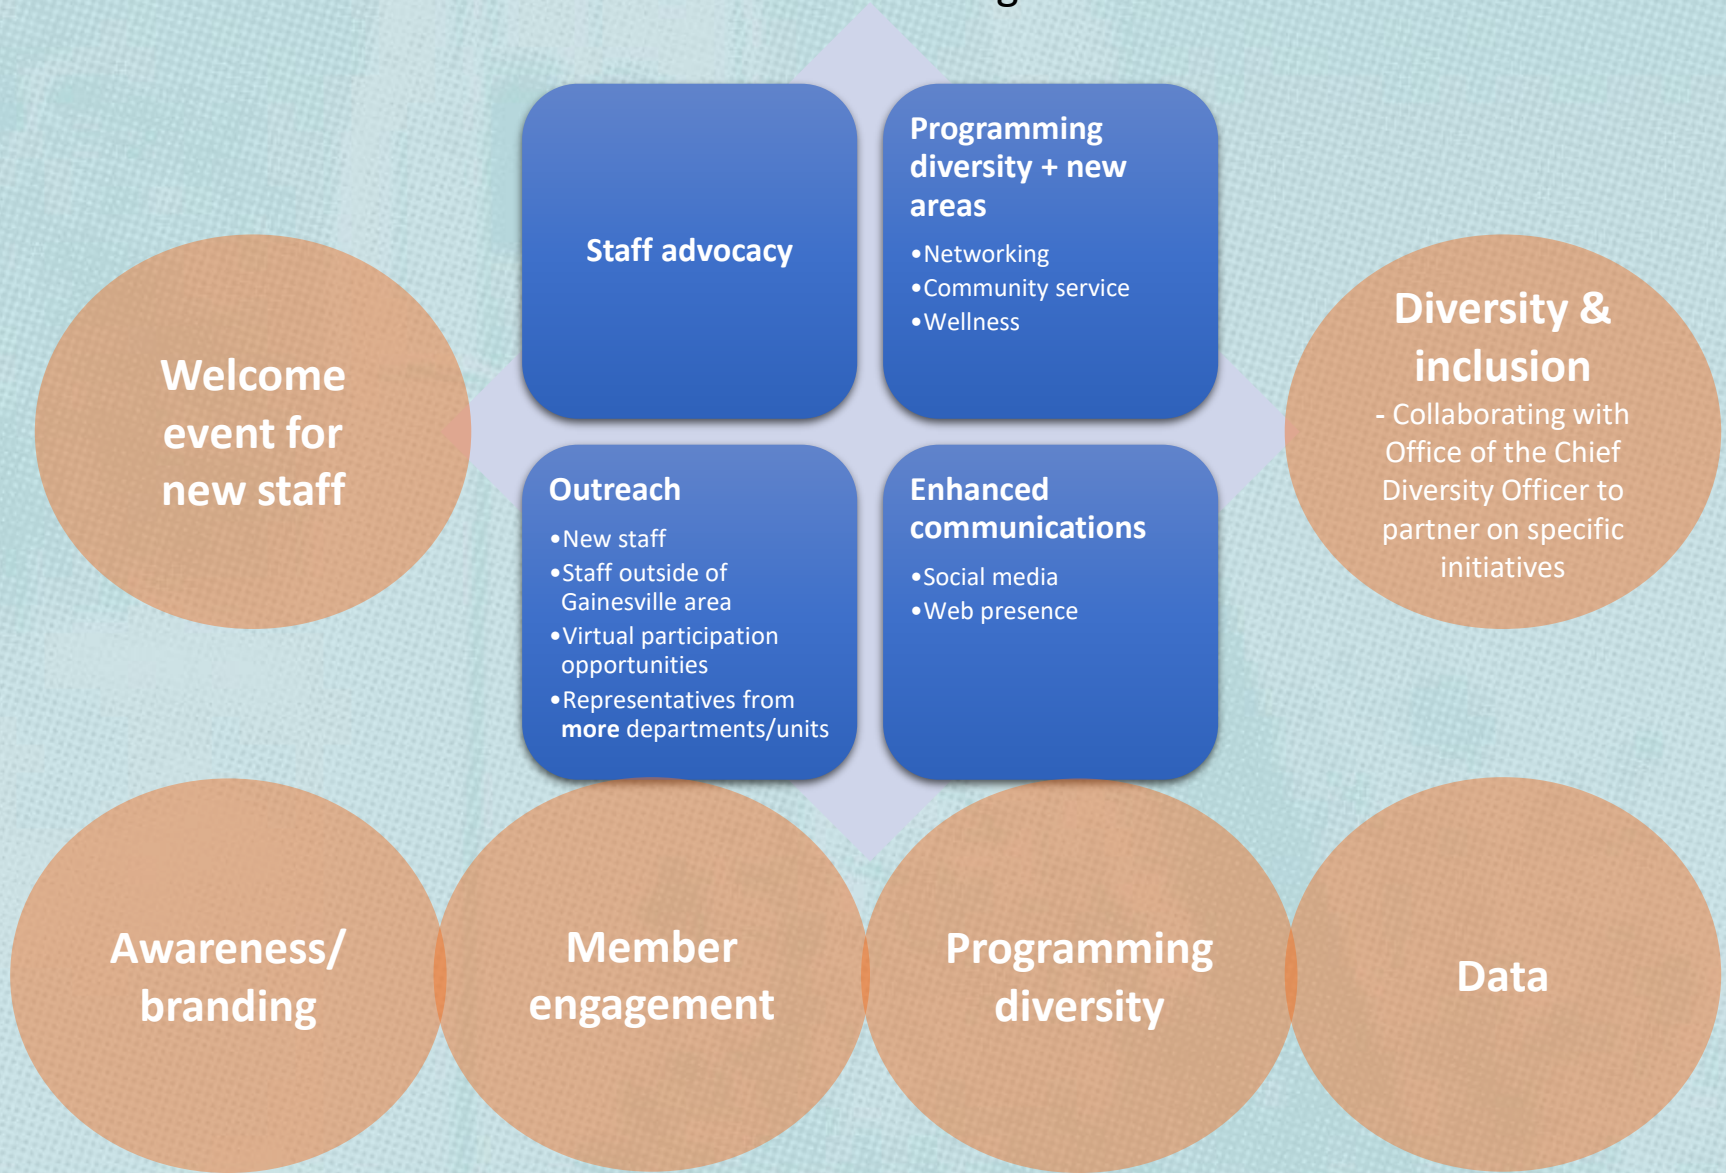 Staff advocacy
Programming
diversity + new
areas
•Networking
•Community service
•Wellness
Welcome
event for
new staff
Diversity &
inclusion
- Collaborating with
Office of the Chief
Diversity Officer to
partner on specific
initiatives
Outreach
•New staff
•Staff outside of
Gainesville area
•Virtual participation
opportunities
•Representatives from
more departments/units
Enhanced
communications
•Social media
•Web presence
Awareness/
branding
Member
engagement
Programming
diversity
Data